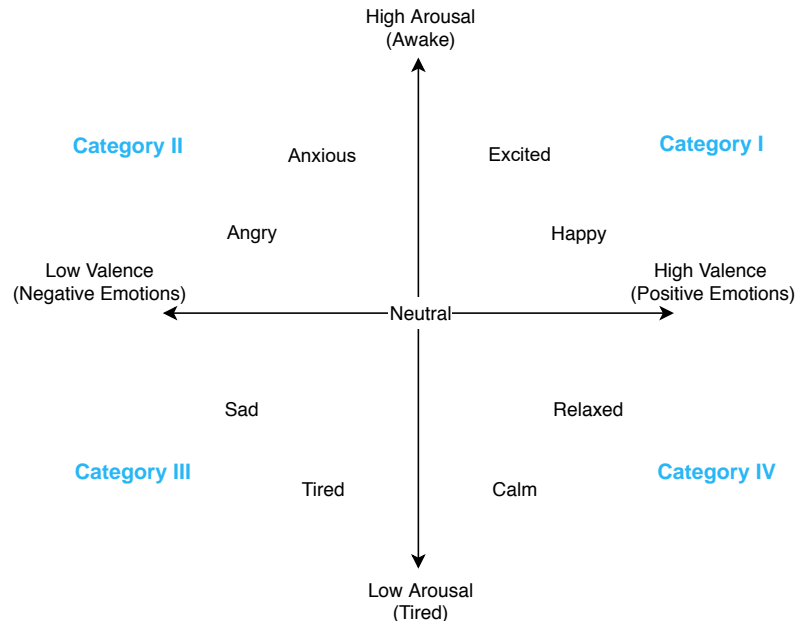 High Arousal
(Awake)
Category II
Anxious
Excited
Category I
Angry
Happy
Low Valence
(Negative Emotions)
High Valence
(Positive Emotions)
Neutral
Sad
Relaxed
Category III
Tired
Calm
Category IV
Low Arousal
(Tired)